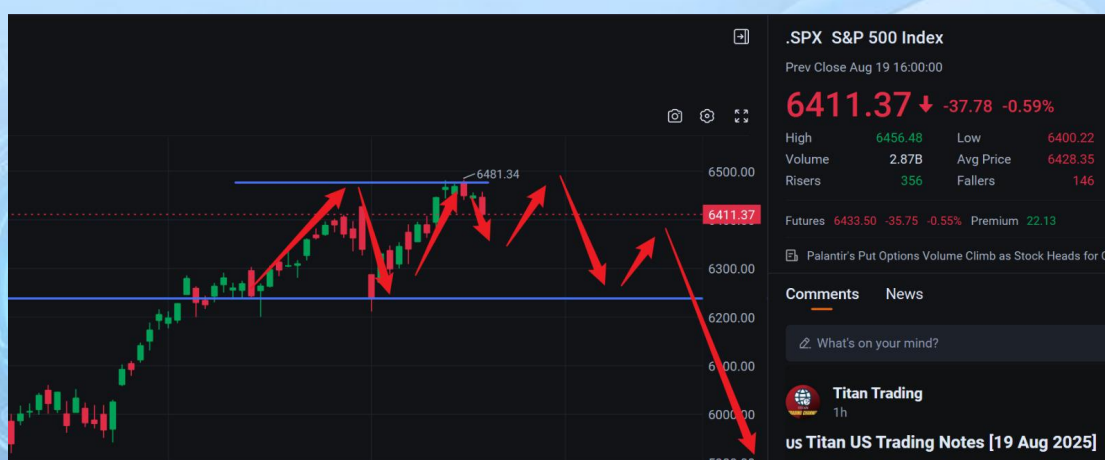 6481.34
6500.00
6411.37
6300.00
6200.00
6000.00
.SPX S&P 500 Index
Prev Close Aug 19 16:00:00
6411.37 -37.78 -0.59%
High 6456.48 Low 6400.22
Volume 2.87B Avg Price 6428.35
Risers 356 Fallers 146
Futures 6433.50 -35.75 -0.55% Premium 22.13
Palantir's Put Options Volume Climb as Stock Heads for
Comments News
What's on your mind?
Titan Trading
1h
us Titan US Trading Notes [19 Aug 2025]